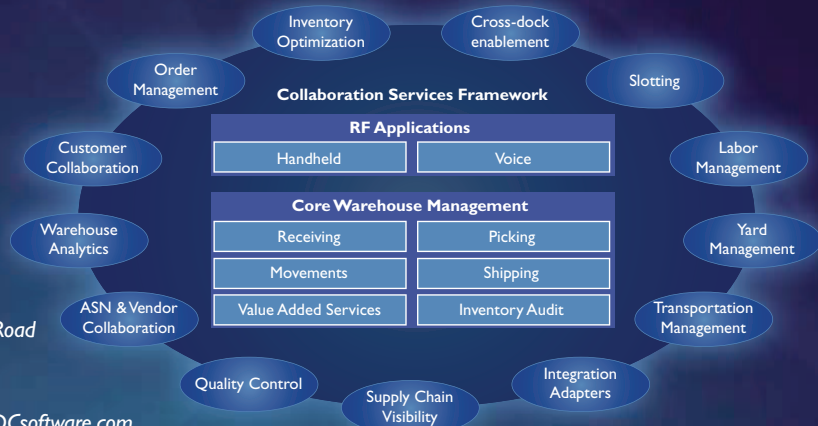 Inventory
Optimization
Cross-dock
enablement
Order
Management
Slotting
Collaboration Services Framework
RF Applications
Handheld
Voice
Customer
Collaboration
Labor
Management
Core Warehouse Management
Receiving
Picking
Warehouse
Analytics
Yard
Management
Movements
Shipping
Value Added Services
Inventory Audit
ASN & Vendor
Collaboration
Transportation
Management
Road
Quality Control
Integration
Adapters
Supply Chain
Visibility